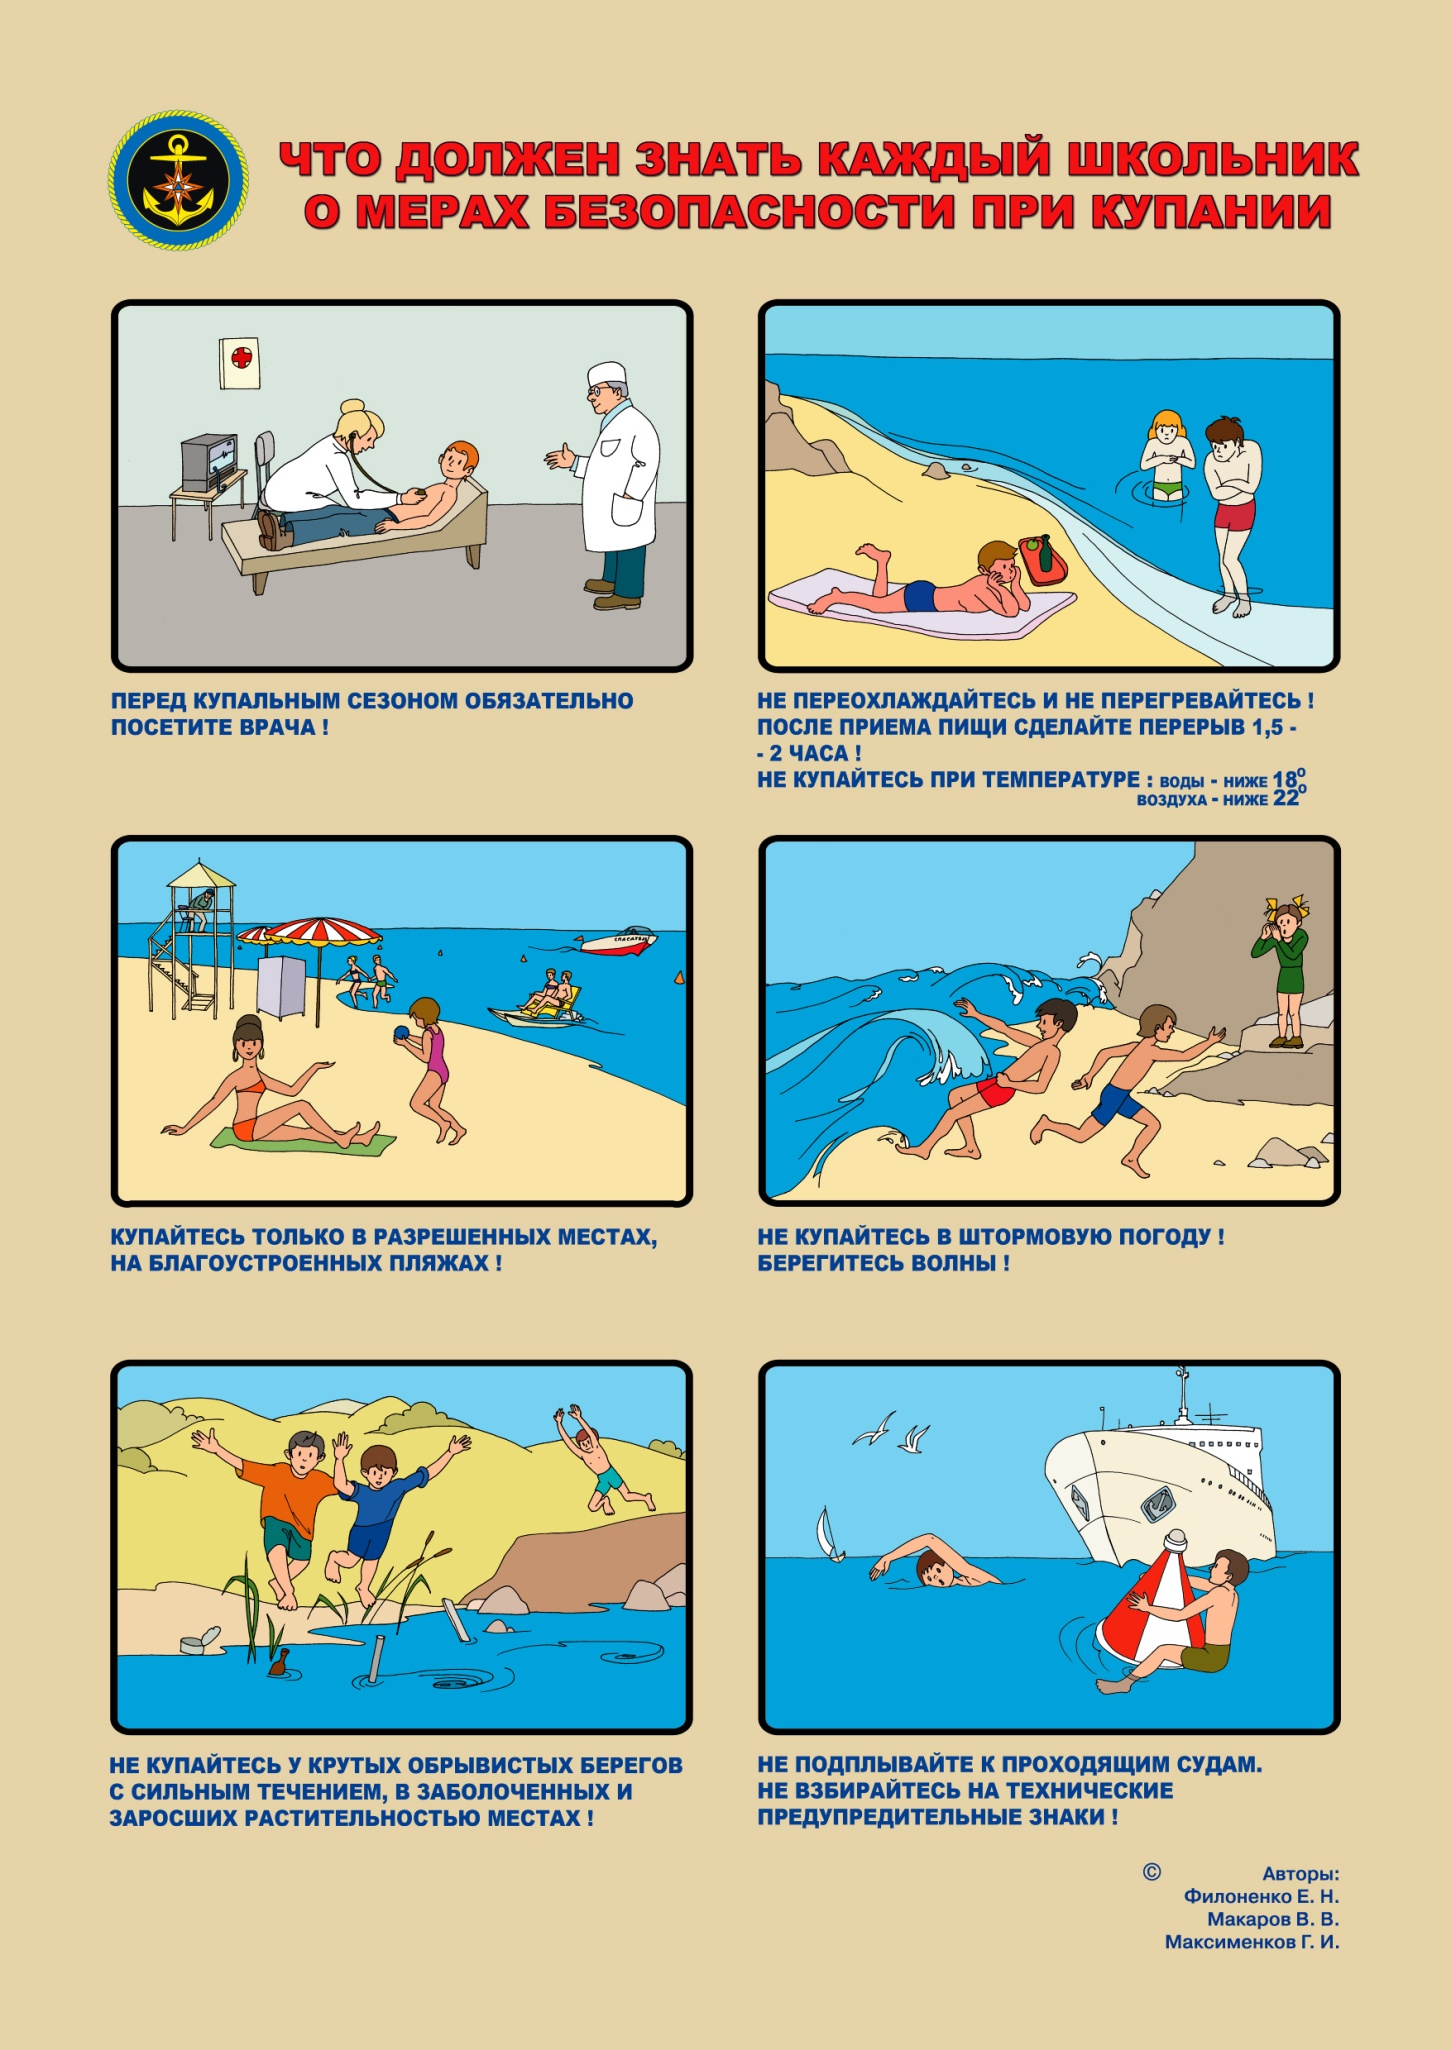 ЧТО ДОЛЖЕН ЗНАТЬ КАЖДЫЙ ШКОЛЬНИК
О МЕРАХ БЕЗОПАСНОСТИ ПРИ КУПАНИИ
ПЕРЕД КУПАЛЬНЫМ СЕЗОНОМ ОБЯЗАТЕЛЬНО
ПОСЕТИТЕ ВРАЧА !
НЕ ПЕРЕОХЛАЖДАЙТЕСЬ И НЕ ПЕРЕГРЕВАЙТЕСЬ !
ПОСЛЕ ПРИЕМА ПИЩИ СДЕЛАЙТЕ ПЕРЕРЫВ 1,5 -
- 2 ЧАСА !
НЕ КУПАЙТЕСЬ ПРИ ТЕМПЕРАТУРЕ : ВОДЫ - НИЖЕ 18°
ВОЗДУХА - НИЖЕ 22°
СПАСАТЕЛЬ
КУПАЙТЕСЬ ТОЛЬКО В РАЗРЕШЕННЫХ МЕСТАХ,
НА БЛАГОУСТРОЕННЫХ ПЛЯЖАХ !
НЕ КУПАЙТЕСЬ В ШТОРМОВУЮ ПОГОДУ !
БЕРЕГИТЕСЬ ВОЛНЫ !
НЕ КУПАЙТЕСЬ У КРУТЫХ ОБРЫВИСТЫХ БЕРЕГОВ
С СИЛЬНЫМ ТЕЧЕНИЕМ, В ЗАБОЛОЧЕННЫХ И
ЗАРОСШИХ РАСТИТЕЛЬНОСТЬЮ МЕСТАХ !
НЕ ПОДПЛЫВАЙТЕ К ПРОХОДЯЩИМ СУДАМ.
НЕ ВЗБИРАЙТЕСЬ НА ТЕХНИЧЕСКИЕ
ПРЕДУПРЕДИТЕЛЬНЫЕ ЗНАКИ !
© Авторы:
Филоненко Е. Н.
Макаров В. В.
Максименков Г. И.